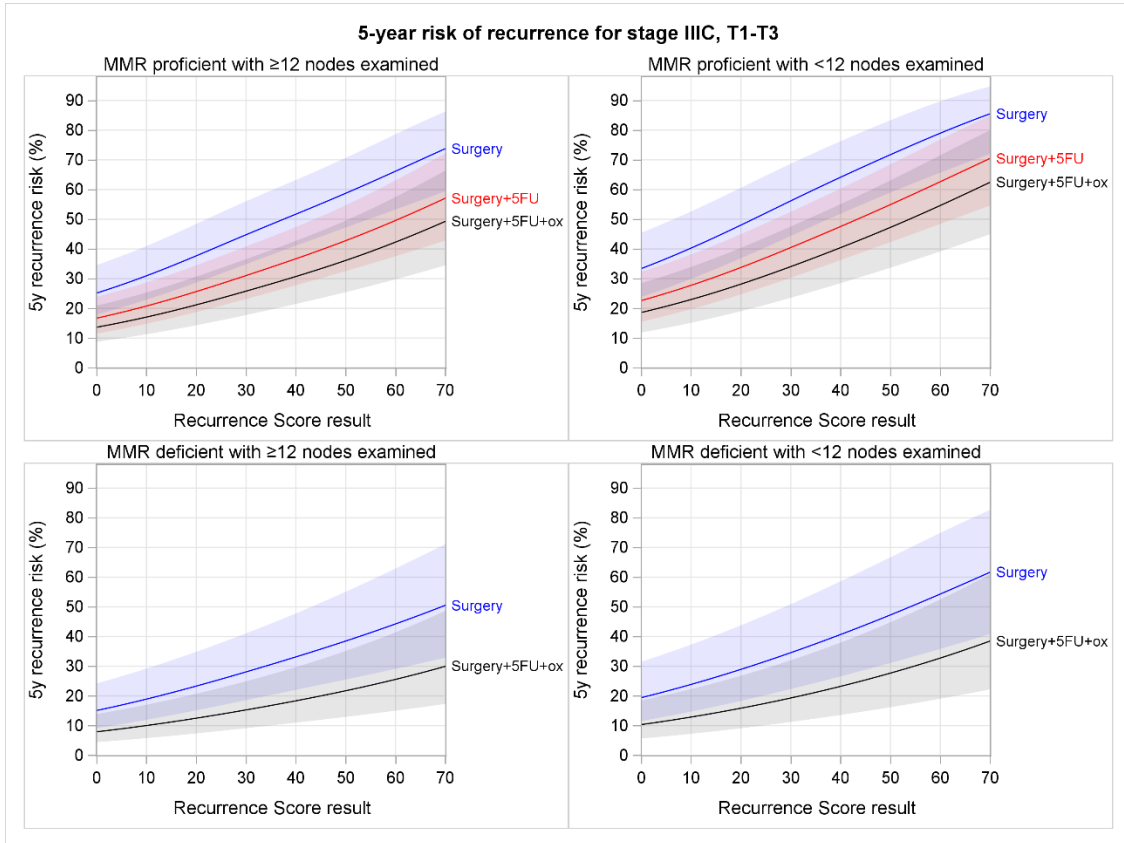 5-year risk of recurrence for stage IIIC, T1-T3
MMR proficient with ≥12 nodes examined
5y recurrence risk (%)
90
80
70
60
50
40
30
20
10
0
Surgery
Surgery+5FU
Surgery+5FU+ox
0 10 20 30 40 50 60 70
Recurrence Score result
MMR proficient with <12 nodes examined
5y recurrence risk (%)
90
80
70
60
50
40
30
20
10
0
Surgery
Surgery+5FU
Surgery+5FU+ox
0 10 20 30 40 50 60 70
Recurrence Score result
MMR deficient with ≥12 nodes examined
5y recurrence risk (%)
90
80
70
60
50
40
30
20
10
0
Surgery
Surgery+5FU+ox
0 10 20 30 40 50 60 70
Recurrence Score result
MMR deficient with <12 nodes examined
5y recurrence risk (%)
90
80
70
60
50
40
30
20
10
0
Surgery
Surgery+5FU+ox
0 10 20 30 40 50 60 70
Recurrence Score result